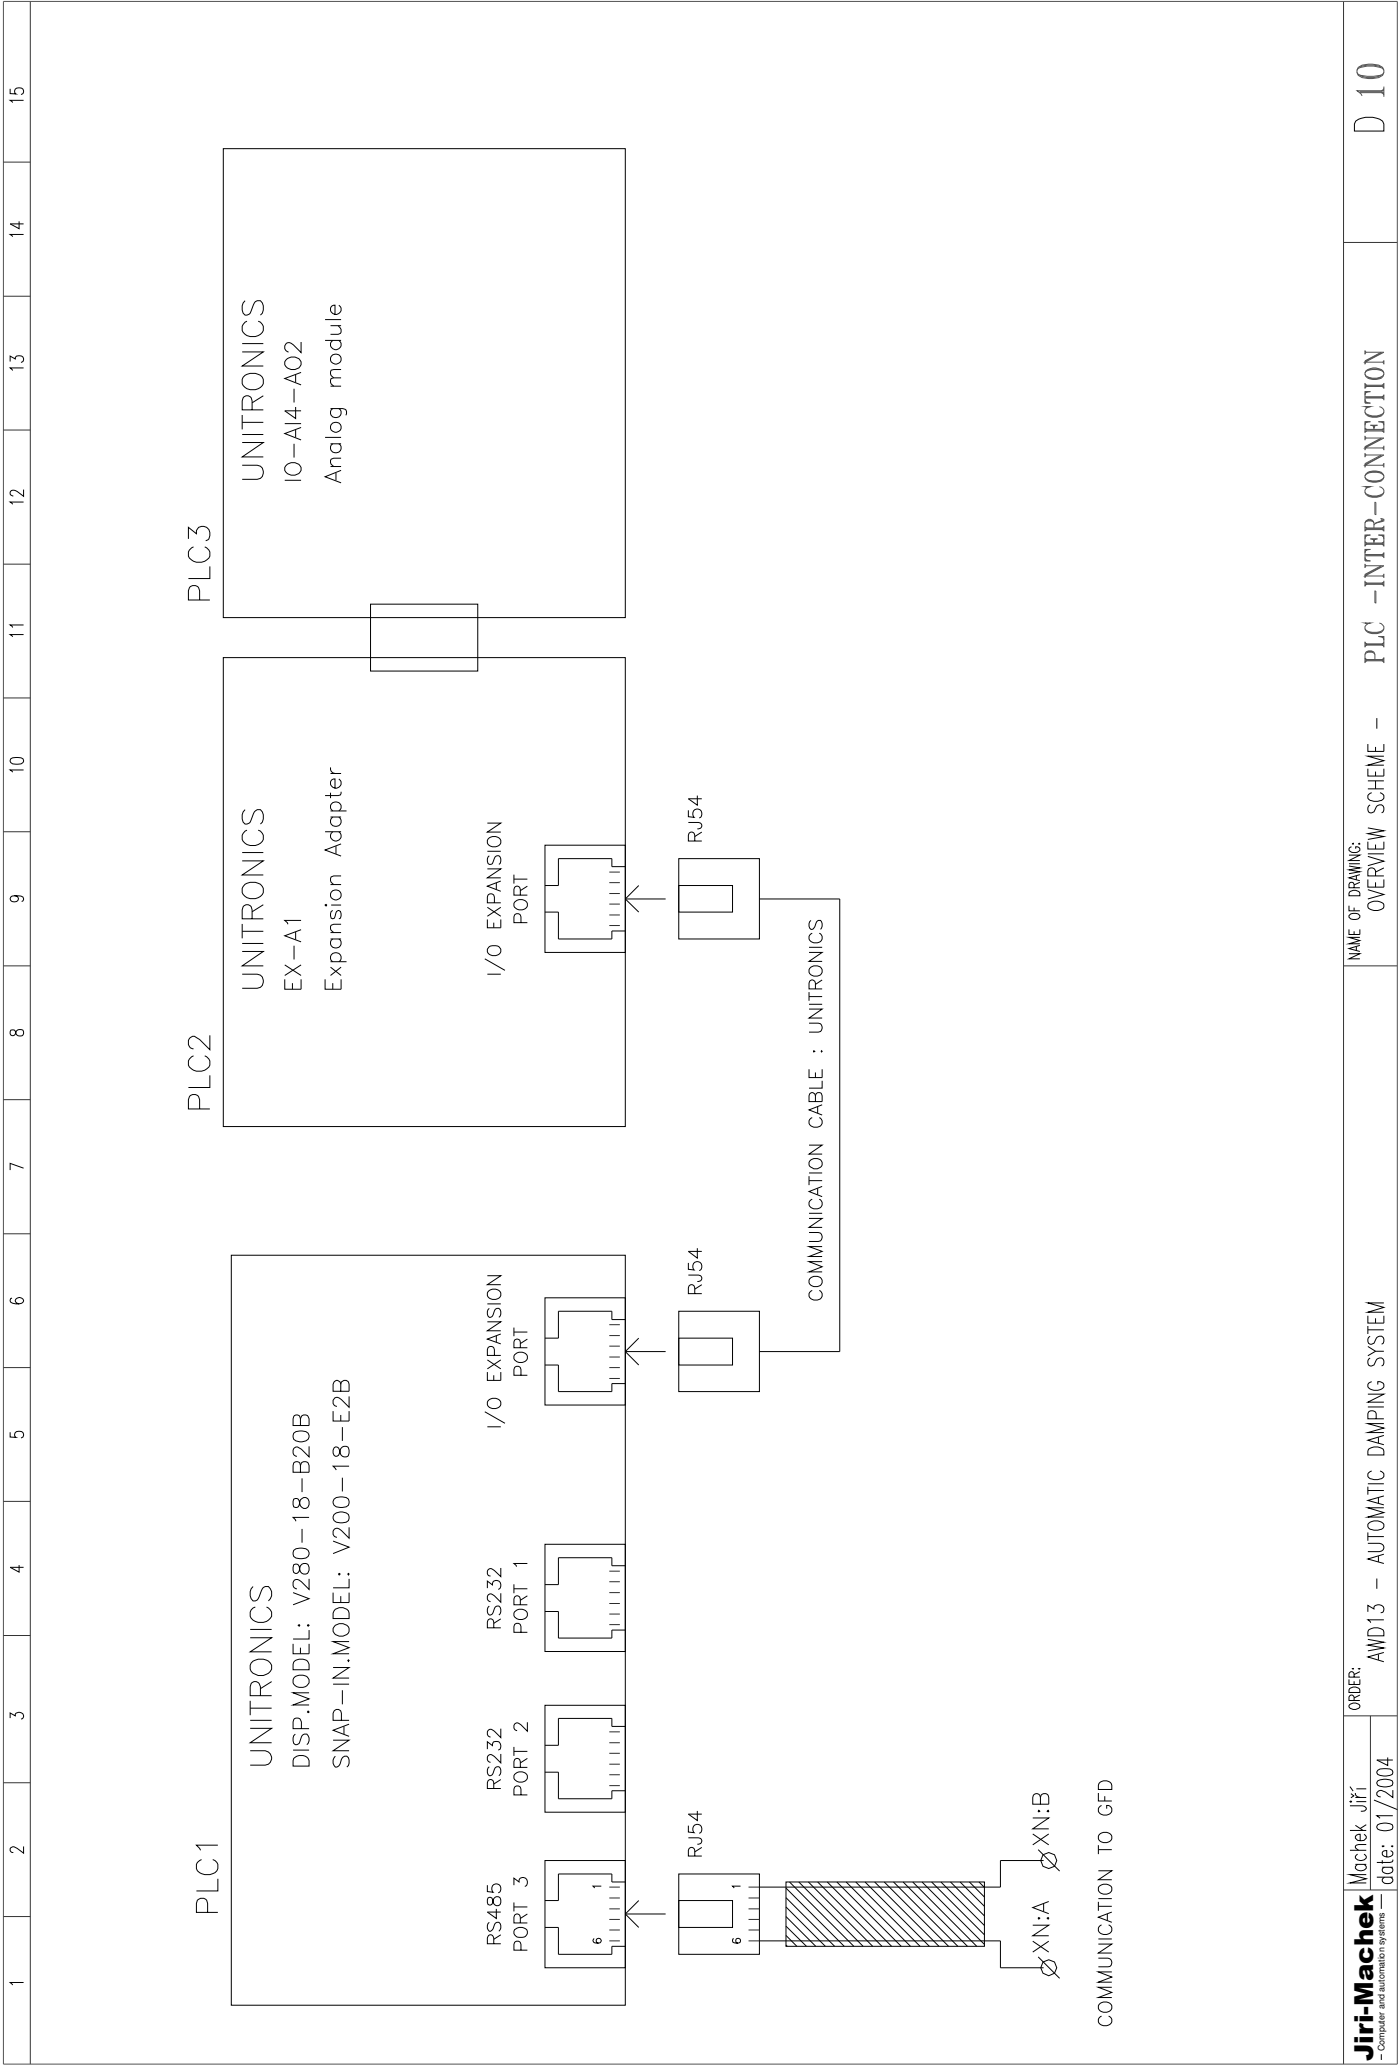 1 2 3 4 5 6 7 8 9 10 11 12 13 14 15
PLC1
UNITRONICS
DISP.MODEL: V280-18-B20B
SNAP-IN.MODEL: V200-18-E2B
RS485
PORT 3
6 1
RS232
PORT 2
RS232
PORT 1
I/O EXPANSION
PORT
PLC2
UNITRONICS
EX-A1
Expansion Adapter
I/O EXPANSION
PORT
PLC3
UNITRONICS
IO-AI4-AO2
Analog module
RJ54
6 1
RJ54
RJ54
COMMUNICATION CABLE : UNITRONICS
XN:A
XN:B
COMMUNICATION TO GFD
Jiri-Machek
- Computer and automation systems -
Machek Jiří
date: 01/2004
ORDER:
AWD13 - AUTOMATIC DAMPING SYSTEM
NAME OF DRAWING:
OVERVIEW SCHEME - PLC -INTER-CONNECTION
D 10